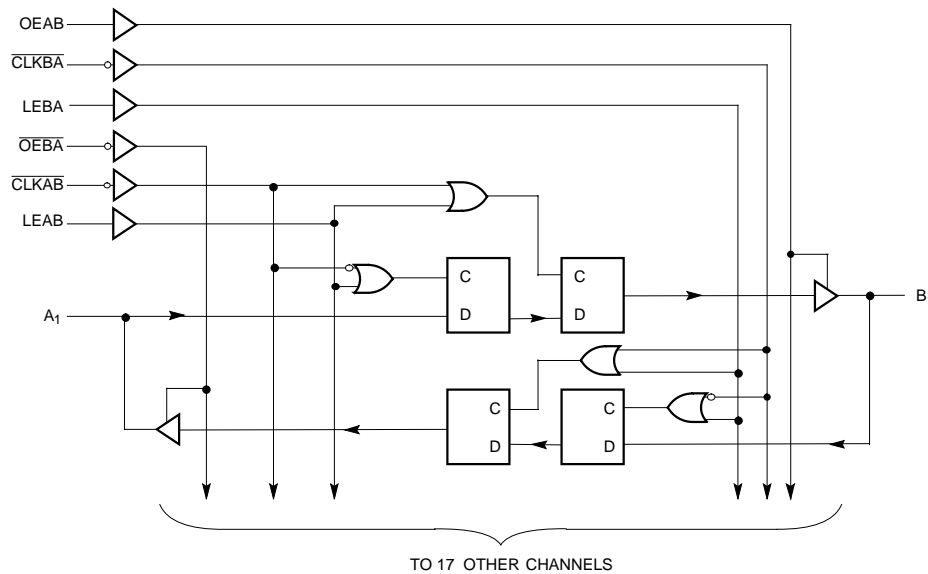 OEAB
CLKBA
LEBA
OEBA
CLKAB
LEAB
C
D
C
D
A1
B
C
D
C
D
TO 17 OTHER CHANNELS